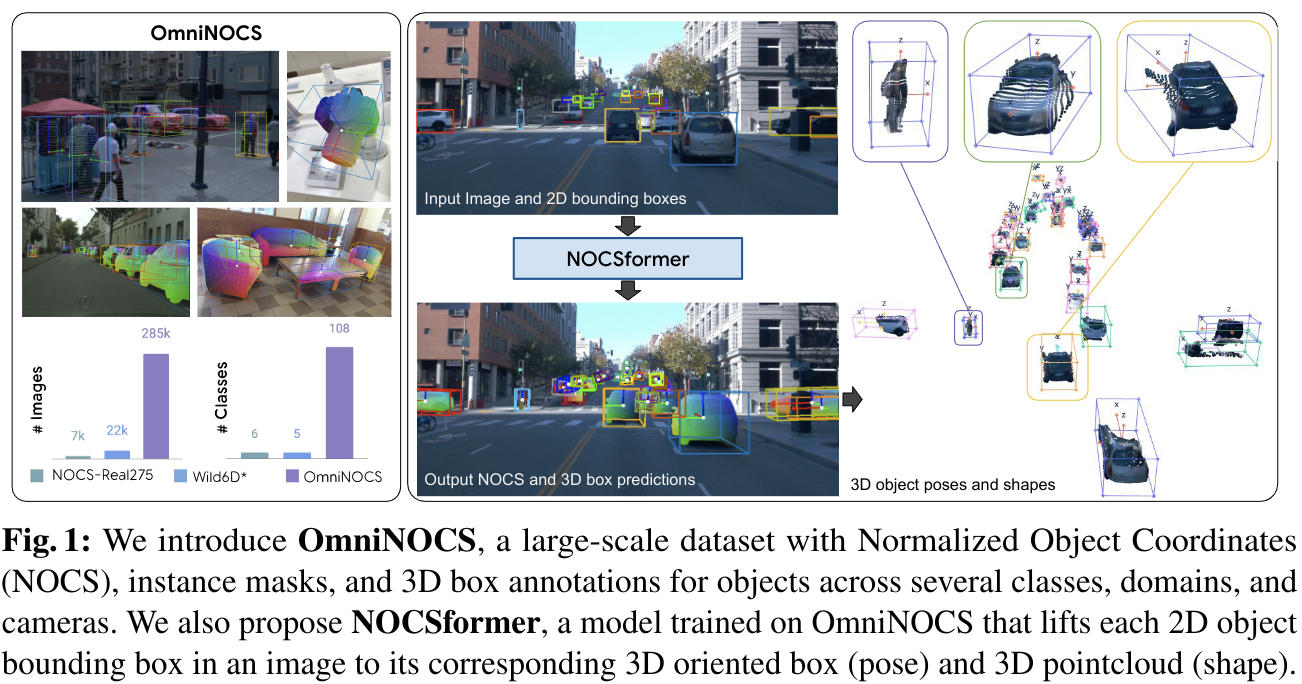 OmniNOCS
# Images
7k
22k
285k
# Classes
6
5
108
NOCS-Real275
Wild6D*
OmniNOCS
Input Image and 2D bounding boxes
NOCSformer
Output NOCS and 3D box predictions
z
x
z
y
x
z
3D object poses and shapes
Fig. 1: We introduce OmniNOCS, a large-scale dataset with Normalized Object Coordinates
(NOCS), instance masks, and 3D box annotations for objects across several classes, domains, and
cameras. We also propose NOCSformer, a model trained on OmniNOCS that lifts each 2D object
bounding box in an image to its corresponding 3D oriented box (pose) and 3D pointcloud (shape).